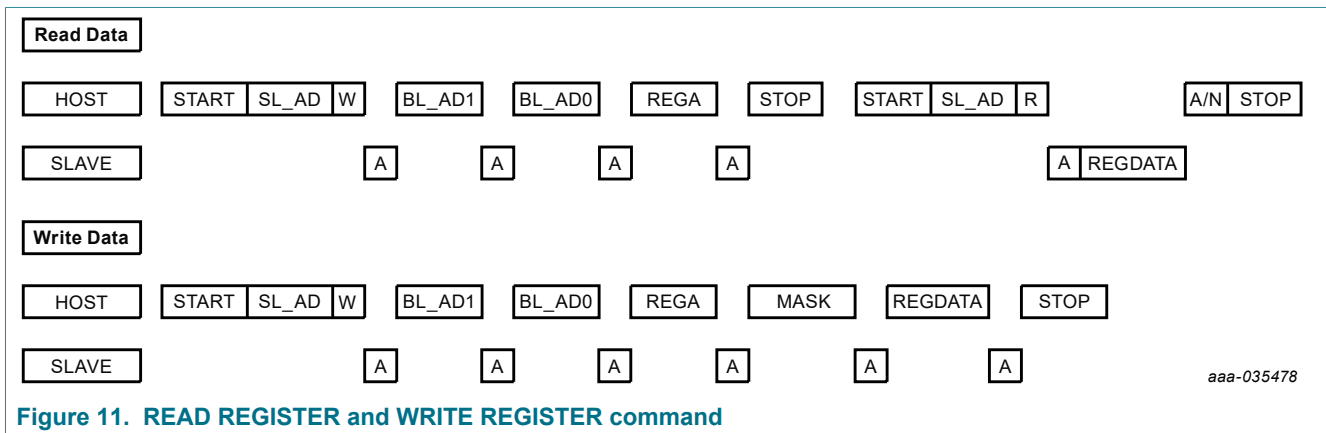 Read Data
HOST START SL_AD W BL_AD1 BL_AD0 REGA STOP START SL_AD R A/N STOP
SLAVE A A A A A REGDATA
Write Data
HOST START SL_AD W BL_AD1 BL_AD0 REGA MASK REGDATA STOP
SLAVE A A A A A A
aaa-035478
Figure 11. READ REGISTER and WRITE REGISTER command